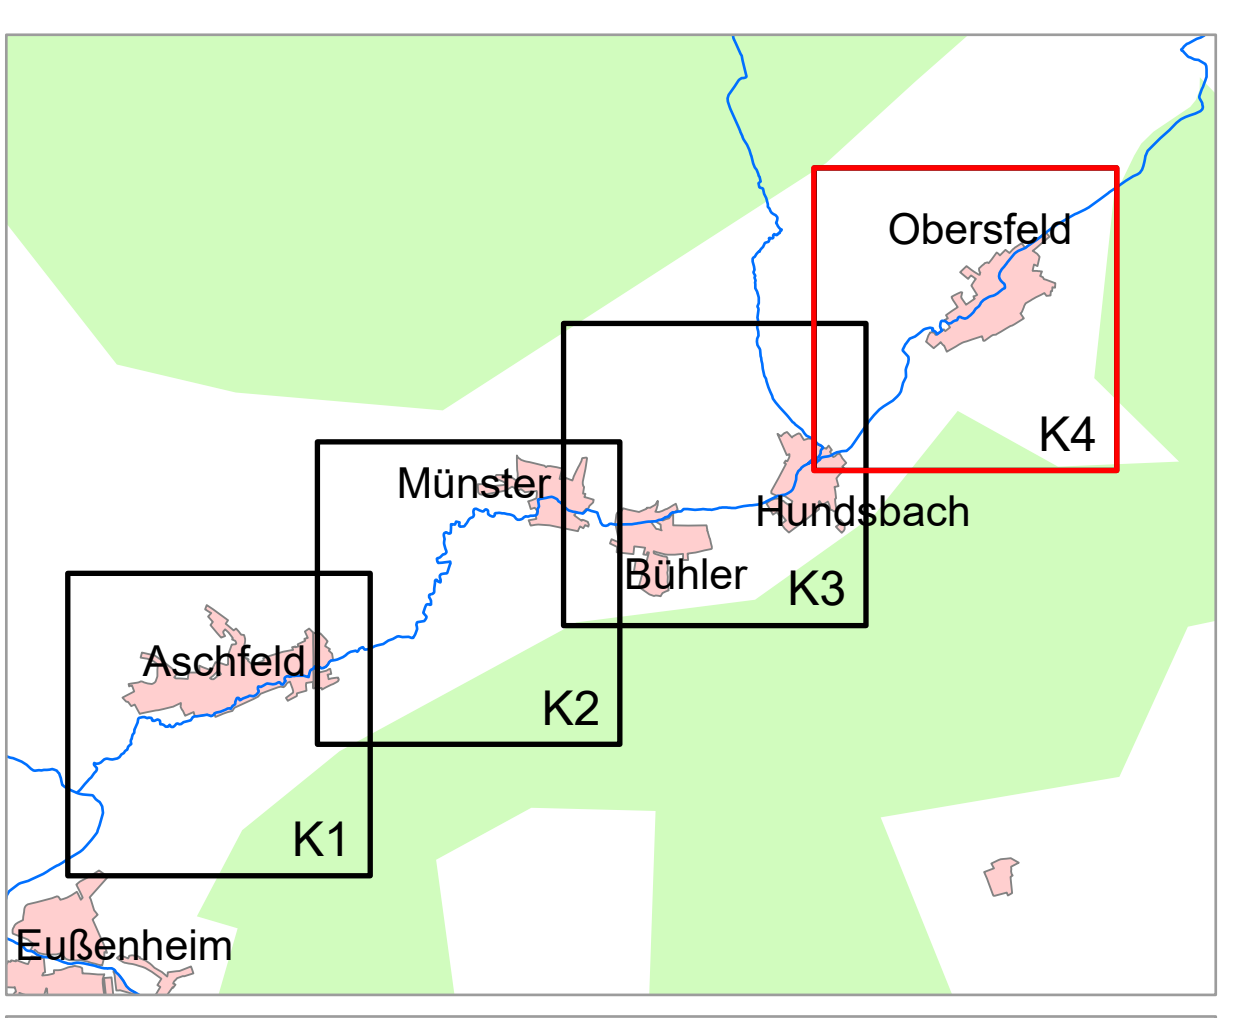 Obersfeld
K4
Münster
Hundsbach
Bühler
K3
Aschfeld
K2
K1
Eußenheim